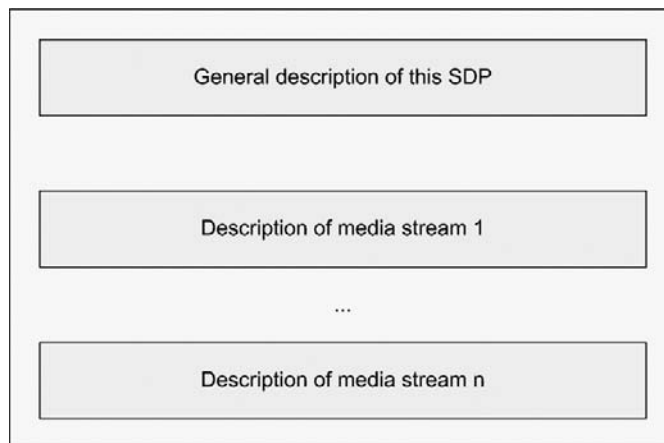 General description of this SDP
Description of media stream 1
...
Description of media stream n